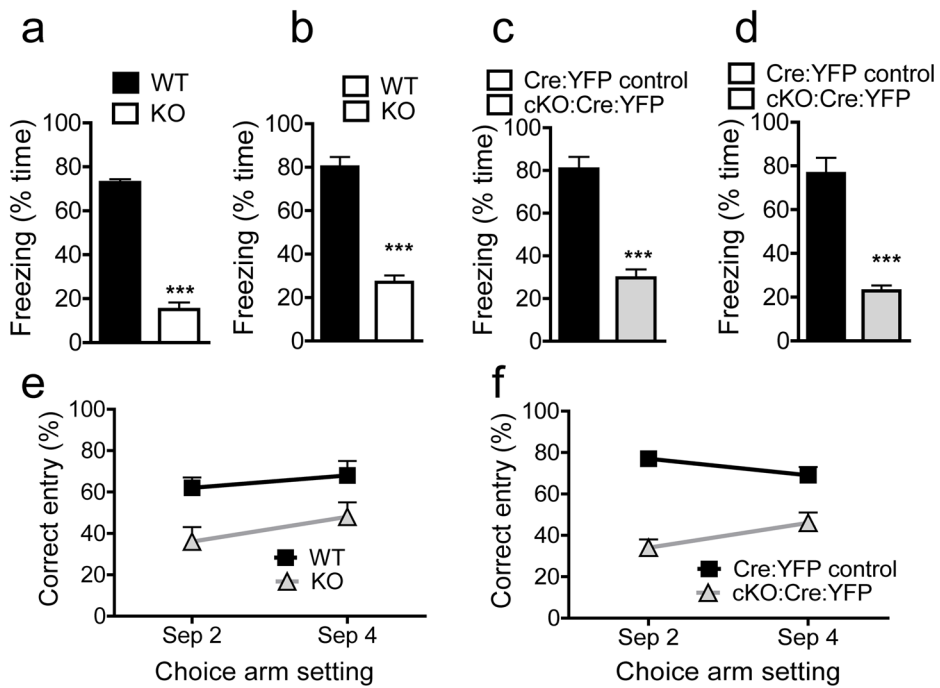 a
WT
KO
Freezing (% time)
100
80
60
40
20
0
***
b
WT
KO
Freezing (% time)
100
80
60
40
20
0
***
c
Cre:YFP control
cKO:Cre:YFP
Freezing (% time)
100
80
60
40
20
0
***
d
Cre:YFP control
cKO:Cre:YFP
Freezing (% time)
100
80
60
40
20
0
***
e
Correct entry (%)
100
80
60
40
20
0
WT
KO
Sep 2 Sep 4
Choice arm setting
f
Correct entry (%)
100
80
60
40
20
0
Cre:YFP control
cKO:Cre:YFP
Sep 2 Sep 4
Choice arm setting